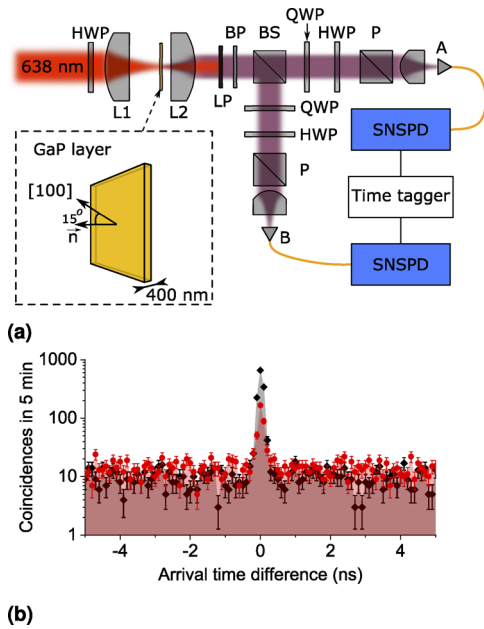 QWP
HWP
BP
BS
HWP
P
A
638 nm
LP
L1
L2
QWP
SNSPD
HWP
GaP layer
P
Time tagger
[100]
15°
n
B
SNSPD
400 nm
(a)
1000
100
10
1
Coincidences in 5 min
-4
-2
0
2
4
Arrival time difference (ns)
(b)